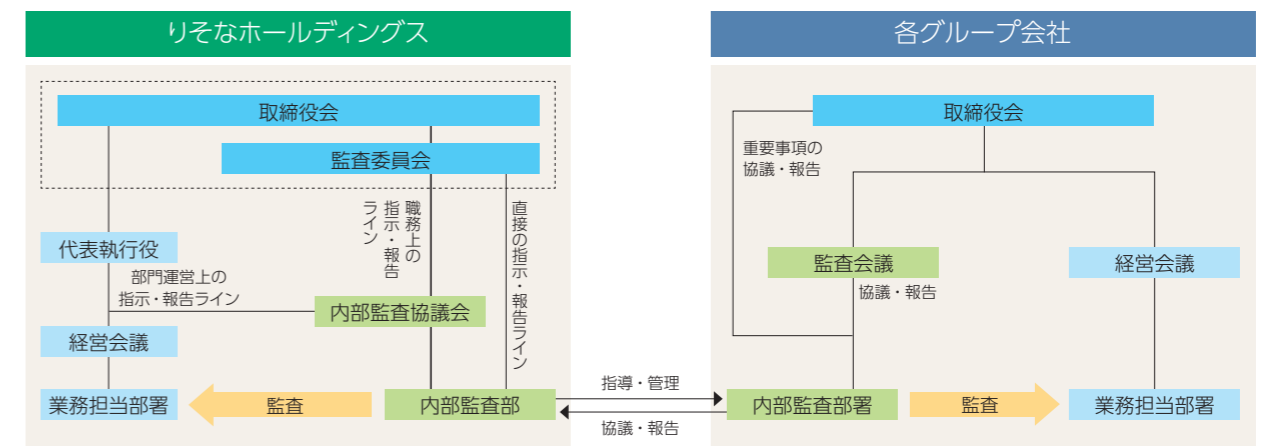 りそなホールディングス
取締役会
監査委員会
職務上の
指示・報告
ライン
直接の指示・報告ライン
代表執行役
部門運営上の
指示・報告ライン
内部監査協議会
経営会議
業務担当部署
監査
内部監査部
指導・管理
協議・報告
各グループ会社
取締役会
重要事項の
協議・報告
監査会議
協議・報告
経営会議
内部監査部署
監査
業務担当部署